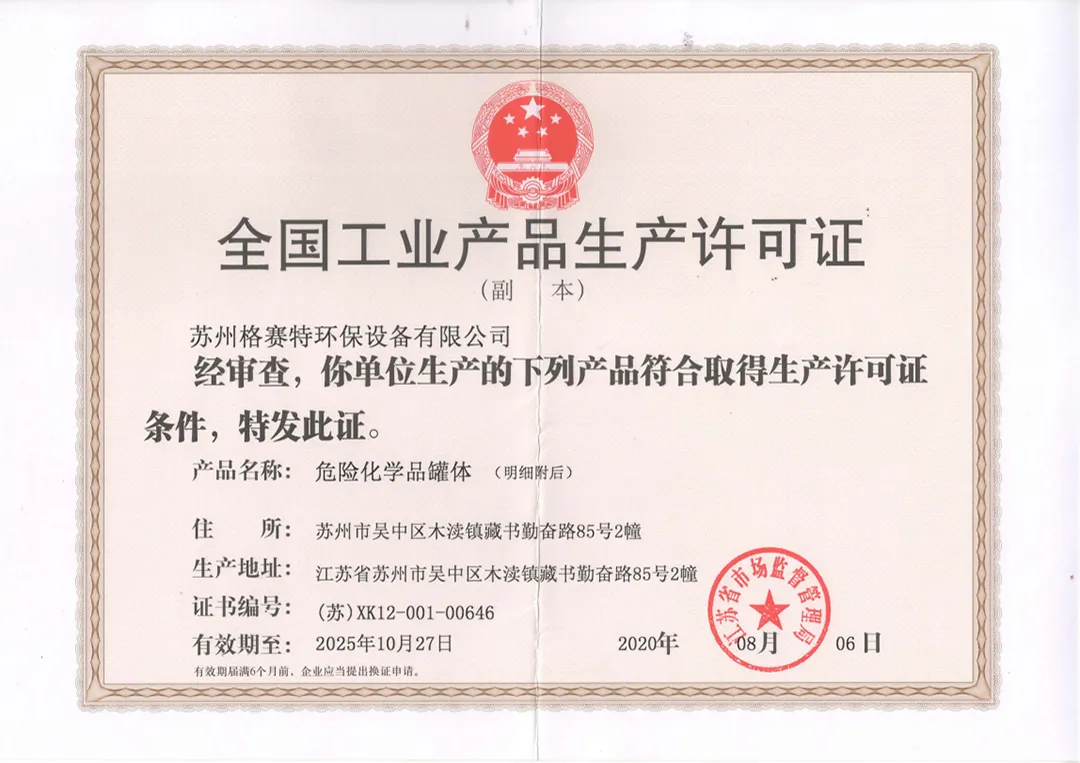 全国工业产品生产许可证
（副 本）
苏州格赛特环保设备有限公司
经审查，你单位生产的下列产品符合取得生产许可证
条件，特发此证。
产品名称： 危险化学品罐体 （明细附后）
住 所： 苏州市吴中区木渎镇藏书勤奋路85号2幢
生产地址： 江苏省苏州市吴中区木渎镇藏书勤奋路85号2幢
证书编号： (苏)XK12-001-00646
有效期至： 2025年10月27日
江苏省市场监督管理局
2020年 08月 06日
有效期届满6个月前，企业应当提出换证申请。